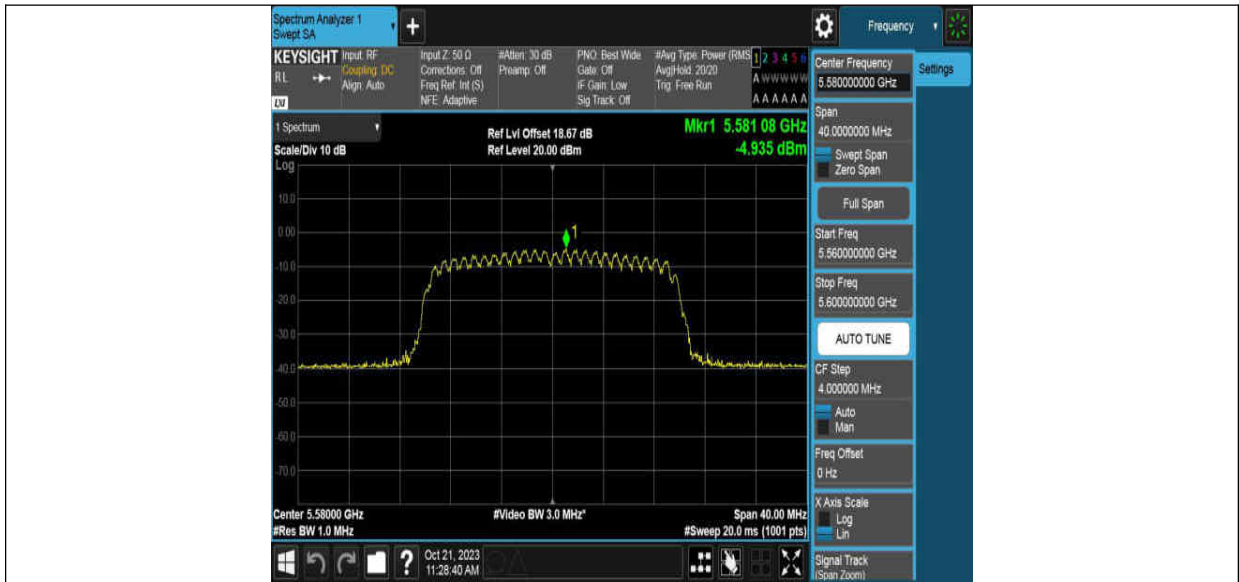 Spectrum Analyzer 1
Swept SA
+
Frequency
KEYSIGHT
RL
LXI
Input: RF
Coupling: DC
Align: Auto
Input Z: 50 Ω
Corrections: Off
Freq Ref: Int (S)
NFE: Adaptive
#Atten: 30 dB
Preamp: Off
PNO: Best Wide
Gate: Off
IF Gain: Low
Sig Track: Off
#Avg Type: Power (RMS
Avg|Hold: 20/20
Trig: Free Run
1 2 3 4 5 6
A W W W W W
A A A A A A
1 Spectrum
Scale/Div 10 dB
Log
Ref Lvl Offset 18.67 dB
Ref Level 20.00 dBm
Mkr1 5.581 08 GHz
-4.935 dBm
10.0
0.00
-10.0
-20.0
-30.0
-40.0
-50.0
-60.0
-70.0
1
Center 5.58000 GHz
#Res BW 1.0 MHz
#Video BW 3.0 MHz*
Span 40.00 MHz
#Sweep 20.0 ms (1001 pts)
?
Oct 21, 2023
11:28:40 AM
Center Frequency
5.580000000 GHz
Settings
Span
40.0000000 MHz
Swept Span
Zero Span
Full Span
Start Freq
5.560000000 GHz
Stop Freq
5.600000000 GHz
AUTO TUNE
CF Step
4.000000 MHz
Auto
Man
Freq Offset
0 Hz
X Axis Scale
Log
Lin
Signal Track
(Span Zoom)